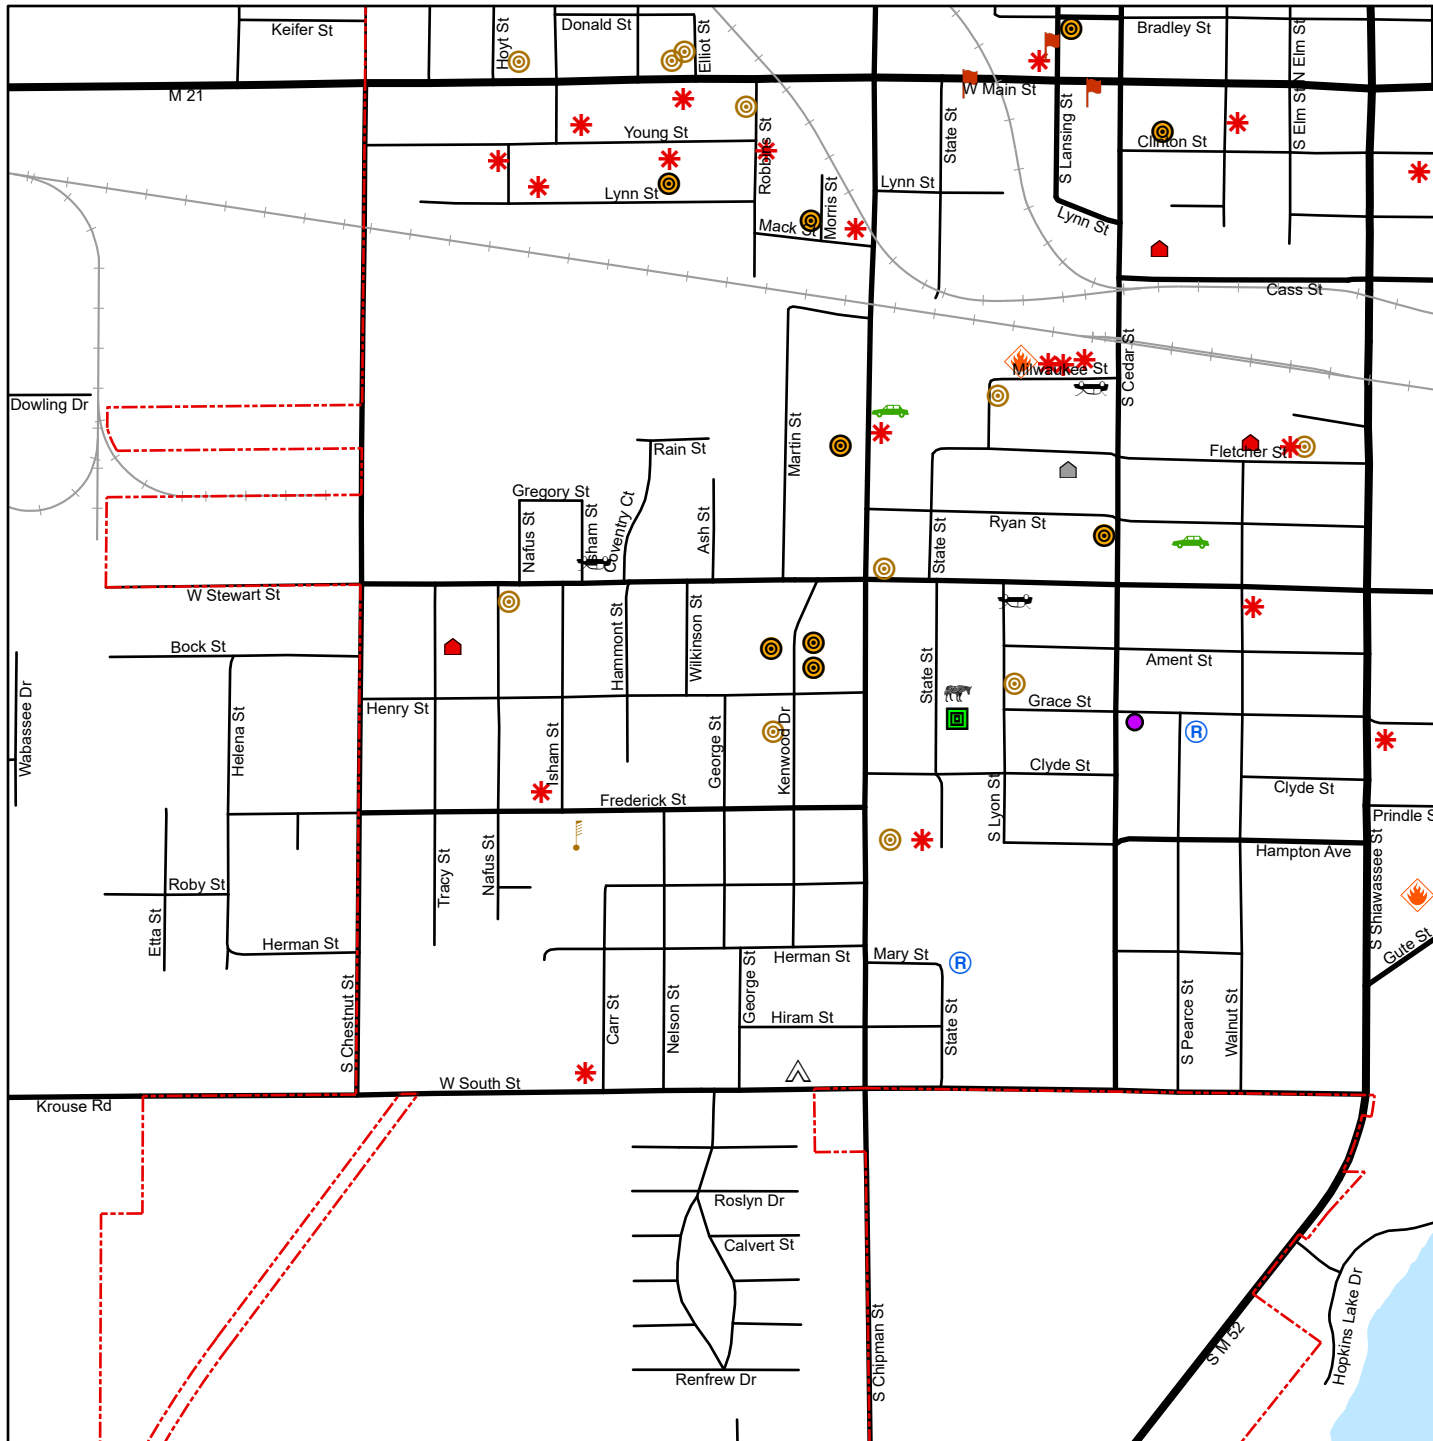 Keifer St
Hoyt St
Donald St
Elliot St
Bradley St
N Elm St
M 21
W Main St
Young St
Robbins St
State St
S Lansing St
Clinton St
S Elm St
Lynn St
Morris St
Mack St
Lynn St
Lynn St
Cass St
S Cedar St
Milwaukee St
Dowling Dr
Martin St
Rain St
Fletcher St
Gregory St
Nafus St
Isham St
Coventry Ct
Ash St
State St
Ryan St
W Stewart St
Bock St
Hammont St
Wilkinson St
State St
Ament St
Wabassee Dr
Helena St
Henry St
Isham St
George St
Kenwood Dr
Grace St
Clyde St
Clyde St
Frederick St
S Lyon St
Prindle S
Tracy St
Nafus St
Hampton Ave
S Shiawassee St
Roby St
Etta St
Herman St
Herman St
Mary St
Gute St
S Chestnut St
Carr St
Nelson St
George St
Hiram St
State St
S Pearce St
Walnut St
R
R
W South St
Krouse Rd
Roslyn Dr
Calvert St
Renfrew Dr
S Chipman St
S M 52
Hopkins Lake Dr